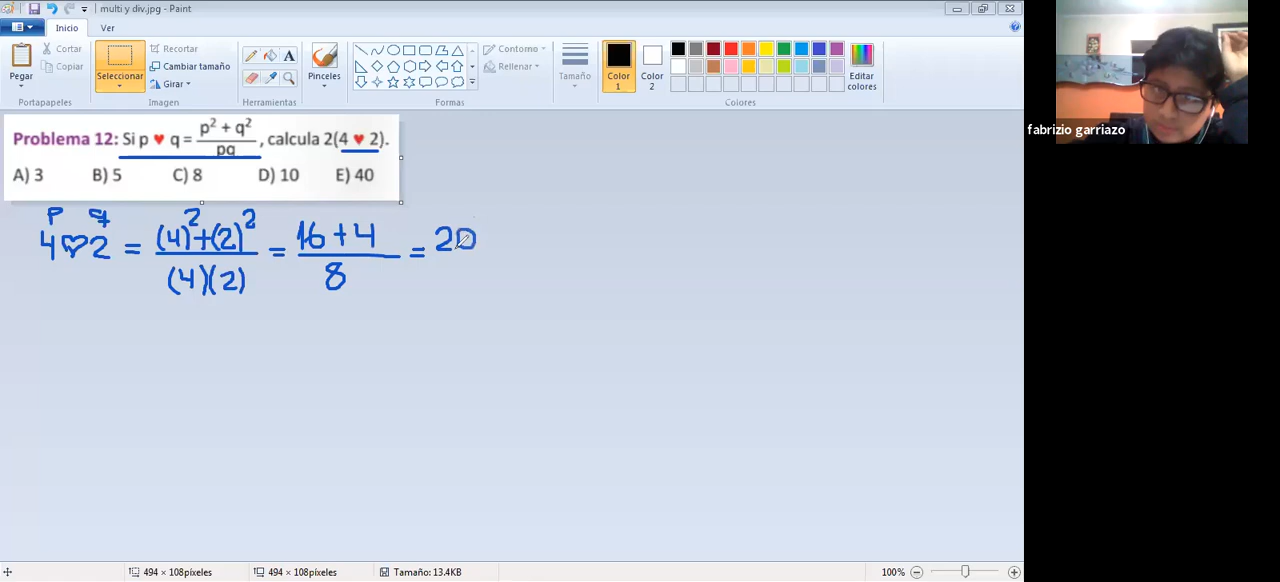 multi y div.jpg - Paint
Inicio Ver
Pegar
Cortar
Copiar
Portapapeles
Seleccionar
Recortar
Cambiar tamaño
Girar
Imagen
A
Herramientas
Pinceles
Formas
Contorno
Rellenar
Tamaño
Color 1
Color 2
Editar colores
Colores
Problema 12: Si p ♥ q = (p² + q²)/pq, calcula 2(4 ♥ 2).
A) 3 B) 5 C) 8 D) 10 E) 40
p q
4♡2 = ((4)²+(2)²)/((4)(2)) = (16+4)/8 = 20
fabrizio garriazo
494 × 108píxeles 494 × 108píxeles Tamaño: 13.4KB 100%